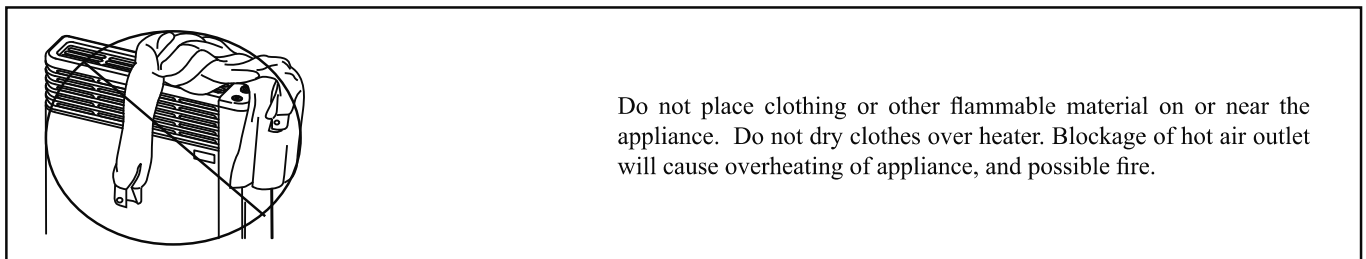 Do not place clothing or other flammable material on or near the
appliance.  Do not dry clothes over heater. Blockage of hot air outlet
will cause overheating of appliance, and possible fire.